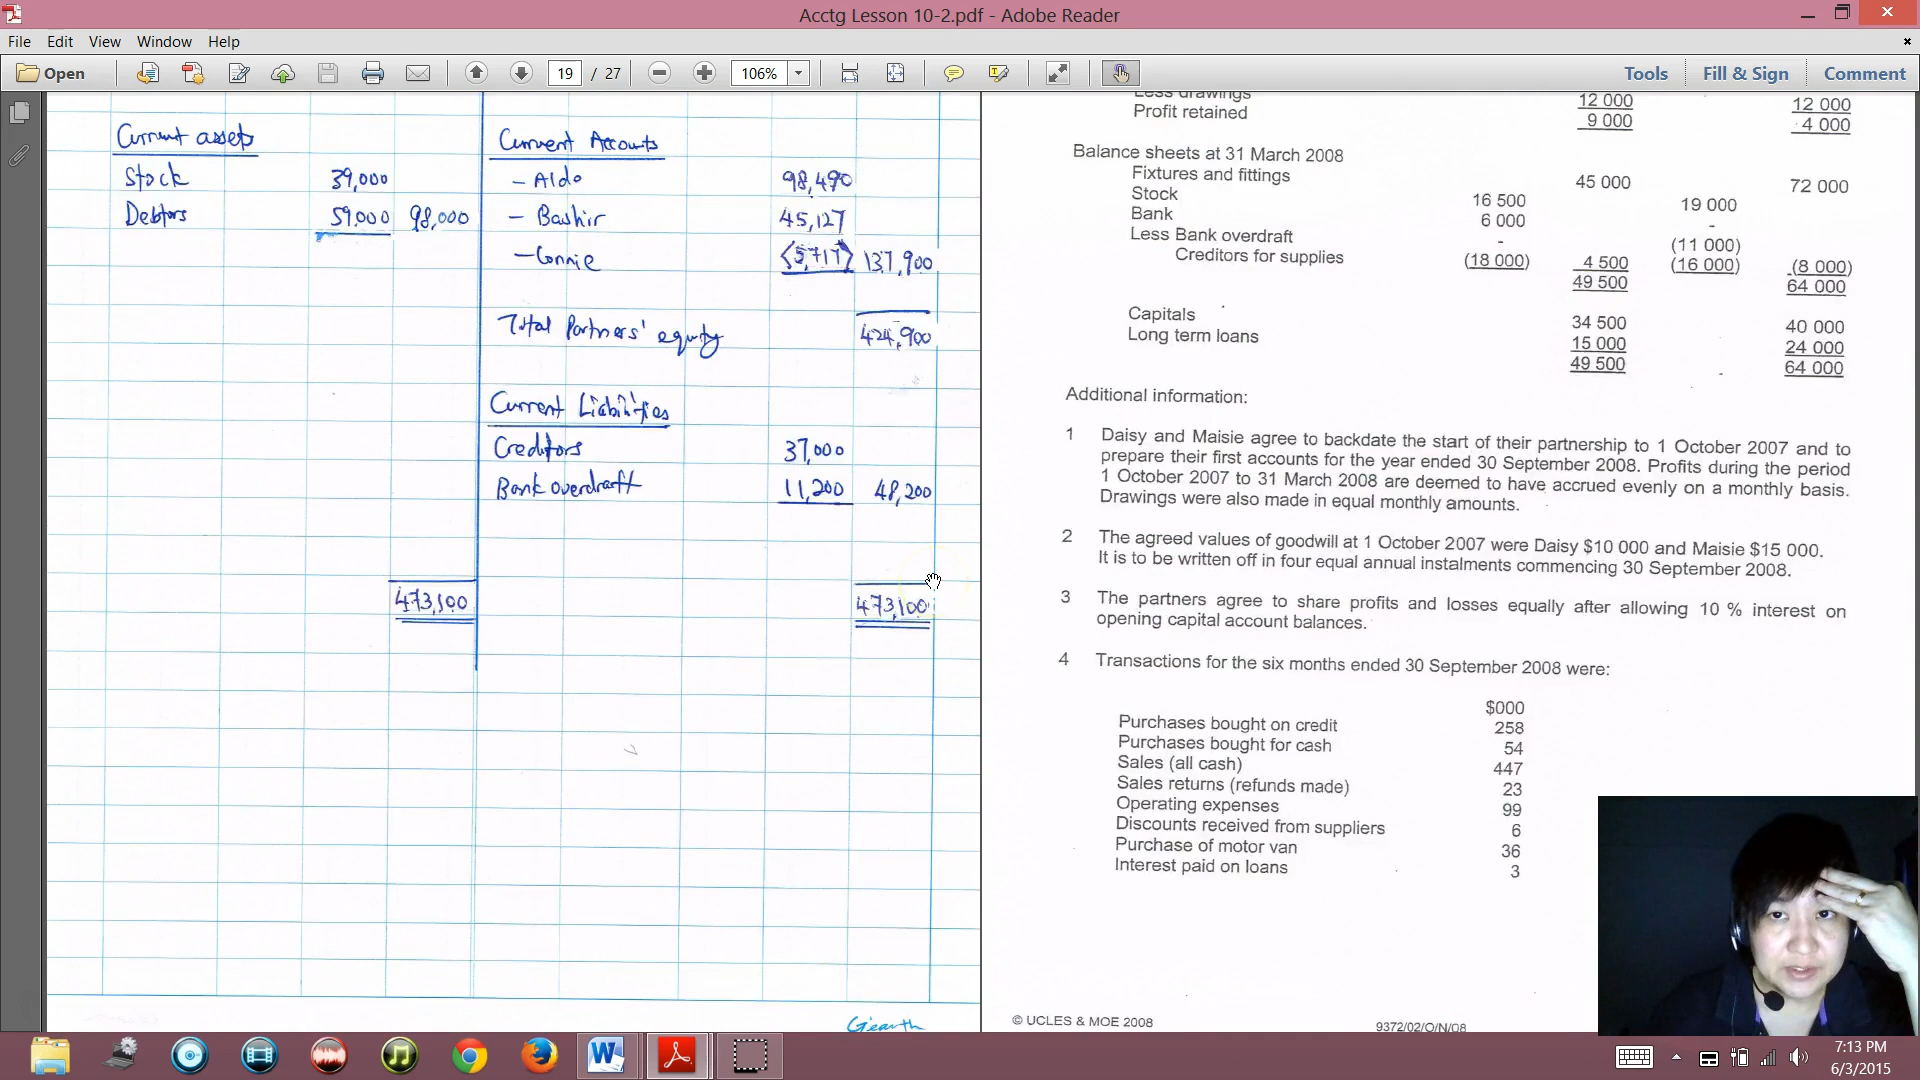 Acctg Lesson 10-2.pdf - Adobe Reader
File Edit View Window Help
Open 19 / 27 106% Tools Fill & Sign Comment
Current assets
Stock 39,000
Debtors 59,000 98,000
473,100
Current Accounts
- Aldo 98,490
- Bashir 45,127
- Connie (5,717) 137,900
Total Partners' equity 424,900
Current Liabilities
Creditors 37,000
Bank overdraft 11,200 48,200
473,100
Less drawings 12 000 12 000
Profit retained 9 000 4 000
Balance sheets at 31 March 2008
Fixtures and fittings 45 000 72 000
Stock 16 500 19 000
Bank 6 000 -
Less Bank overdraft - (11 000)
Creditors for supplies (18 000) 4 500 (16 000) (8 000)
49 500 64 000
Capitals 34 500 40 000
Long term loans 15 000 24 000
49 500 64 000
Additional information:
1 Daisy and Maisie agree to backdate the start of their partnership to 1 October 2007 and to
prepare their first accounts for the year ended 30 September 2008. Profits during the period
1 October 2007 to 31 March 2008 are deemed to have accrued evenly on a monthly basis.
Drawings were also made in equal monthly amounts.
2 The agreed values of goodwill at 1 October 2007 were Daisy $10 000 and Maisie $15 000.
It is to be written off in four equal annual instalments commencing 30 September 2008.
3 The partners agree to share profits and losses equally after allowing 10 % interest on
opening capital account balances.
4 Transactions for the six months ended 30 September 2008 were:
$000
Purchases bought on credit 258
Purchases bought for cash 54
Sales (all cash) 447
Sales returns (refunds made) 23
Operating expenses 99
Discounts received from suppliers 6
Purchase of motor van 36
Interest paid on loans 3
© UCLES & MOE 2008 9372/02/O/N/08
7:13 PM
6/3/2015